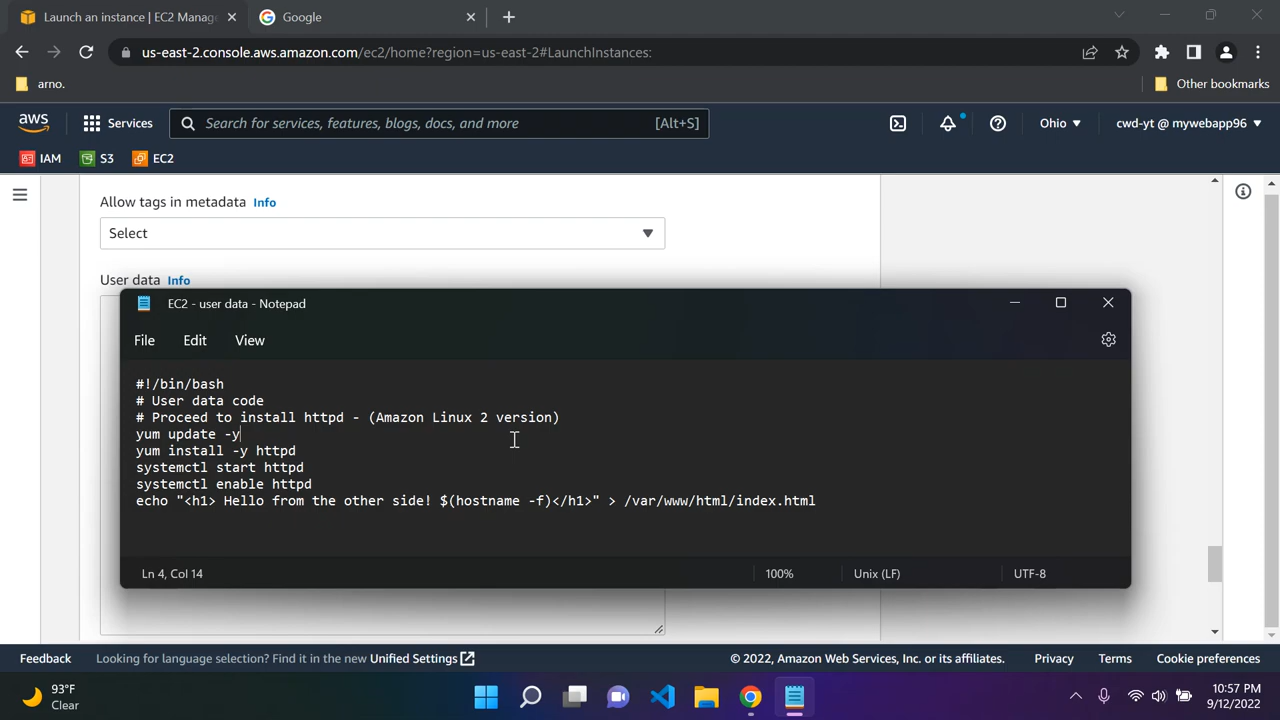 Launch an instance | EC2 Manage
Google
us-east-2.console.aws.amazon.com/ec2/home?region=us-east-2#LaunchInstances:
arno.
Other bookmarks
aws
Services
Search for services, features, blogs, docs, and more
[Alt+S]
Ohio
cwd-yt @ mywebapp96
IAM
S3
EC2
Allow tags in metadata Info
Select
User data Info
EC2 - user data - Notepad
File
Edit
View
#!/bin/bash
# User data code
# Proceed to install httpd - (Amazon Linux 2 version)
yum update -y
yum install -y httpd
systemctl start httpd
systemctl enable httpd
echo "<h1> Hello from the other side! $(hostname -f)</h1>" > /var/www/html/index.html
Ln 4, Col 14
100%
Unix (LF)
UTF-8
Feedback
Looking for language selection? Find it in the new Unified Settings
© 2022, Amazon Web Services, Inc. or its affiliates.
Privacy
Terms
Cookie preferences
93°F
Clear
10:57 PM
9/12/2022